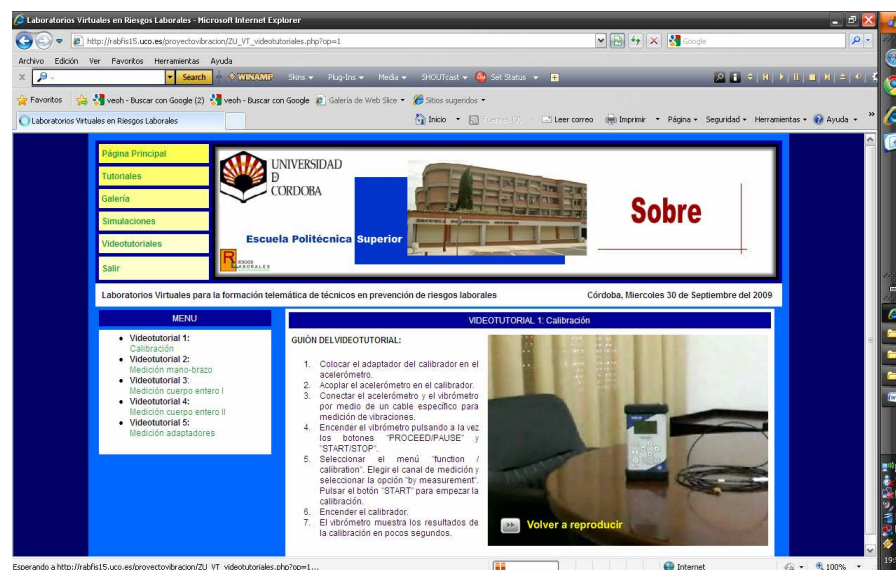 Laboratorios Virtuales en Riesgos Laborales - Microsoft Internet Explorer
http://rabfis15.uco.es/proyectovibracion/ZU_VT_videotutoriales.php?op=1
Google
Archivo Edición Ver Favoritos Herramientas Ayuda
Search WINAMP Skins Plug-Ins Media SHOUTcast Set Status
Favoritos veoh - Buscar con Google (2) veoh - Buscar con Google Galería de Web Slice Sitios sugeridos
Laboratorios Virtuales en Riesgos Laborales
Inicio Leer correo Imprimir Página Seguridad Herramientas Ayuda
Página Principal
Tutoriales
Galería
Simulaciones
Videotutoriales
Salir
UNIVERSIDAD
D
CORDOBA
Escuela Politécnica Superior
RIESGOS
LABORALES
Sobre
Laboratorios Virtuales para la formación telemática de técnicos en prevención de riesgos laborales
Córdoba, Miercoles 30 de Septiembre del 2009
MENU
Videotutorial 1:
Calibración
Videotutorial 2:
Medición mano-brazo
Videotutorial 3:
Medición cuerpo entero I
Videotutorial 4:
Medición cuerpo entero II
Videotutorial 5:
Medición adaptadores
VIDEOTUTORIAL 1: Calibración
GUIÓN DELVIDEOTUTORIAL:
1. Colocar el adaptador del calibrador en el
acelerómetro.
2. Acoplar el acelerómetro en el calibrador.
3. Conectar el acelerómetro y el vibrómetro
por medio de un cable específico para
medición de vibraciones.
4. Encender el vibrómetro pulsando a la vez
los botones "PROCEED/PAUSE" y
"START/STOP".
5. Seleccionar el menú "function /
calibration". Elegir el canal de medición y
seleccionar la opción "by measurement".
Pulsar el botón "START" para empezar la
calibración.
6. Encender el calibrador.
7. El vibrómetro muestra los resultados de
la calibración en pocos segundos.
Volver a reproducir
Esperando a http://rabfis15.uco.es/proyectovibracion/ZU_VT_videotutoriales.php?op=1...
Internet
100%